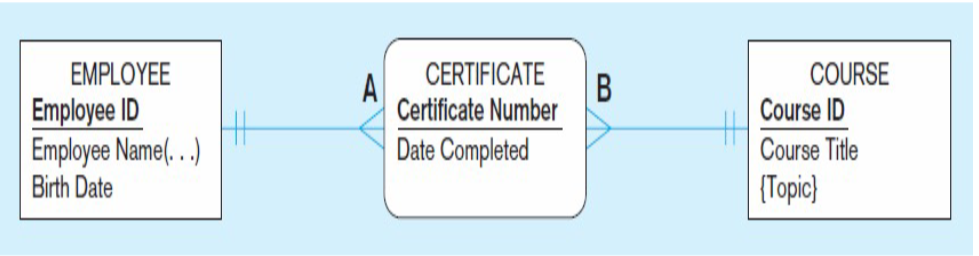 EMPLOYEE
Employee ID
Employee Name(. . .)
Birth Date
A
CERTIFICATE
Certificate Number
Date Completed
B
COURSE
Course ID
Course Title
{Topic}